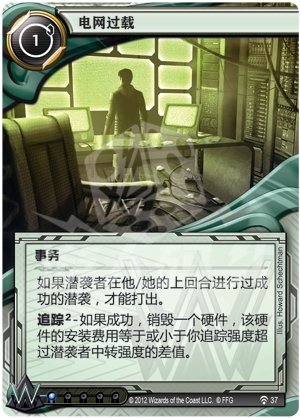 电网过载
1
事务
如果潜袭者在他/她的上回合进行过成
功的潜袭，才能打出。
追踪²-如果成功，销毁一个硬件，该硬
件的安装费用等于或小于你追踪强度超
过潜袭者中转强度的差值。
Illus. Howard Schechtman
© 2012 Wizards of the Coast LLC. © FFG
37